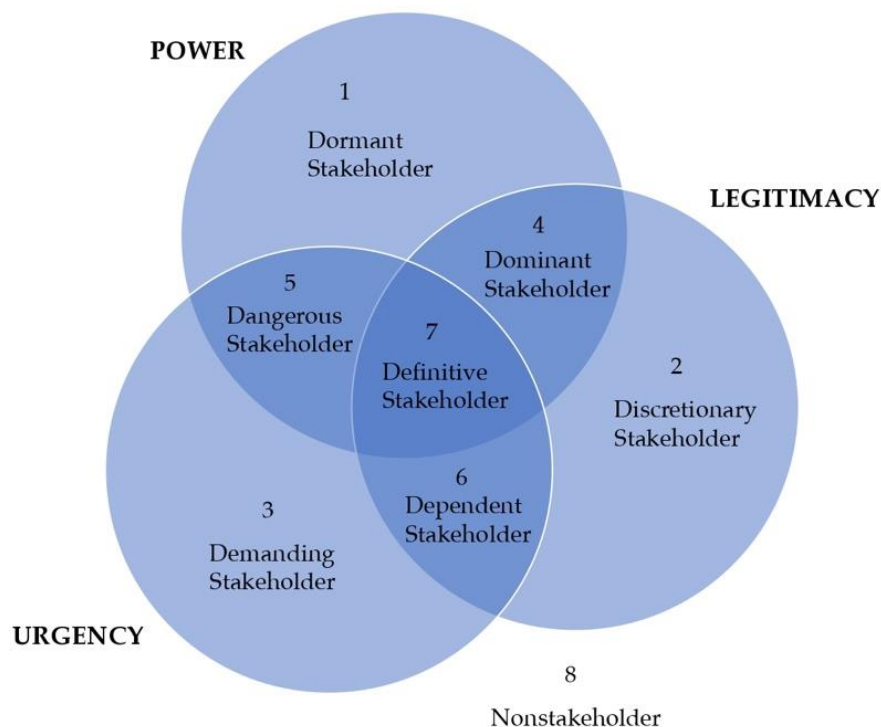 POWER
1
Dormant
Stakeholder
LEGITIMACY
4
Dominant
Stakeholder
5
Dangerous
Stakeholder
7
Definitive
Stakeholder
2
Discretionary
Stakeholder
6
Dependent
Stakeholder
3
Demanding
Stakeholder
URGENCY
8
Nonstakeholder